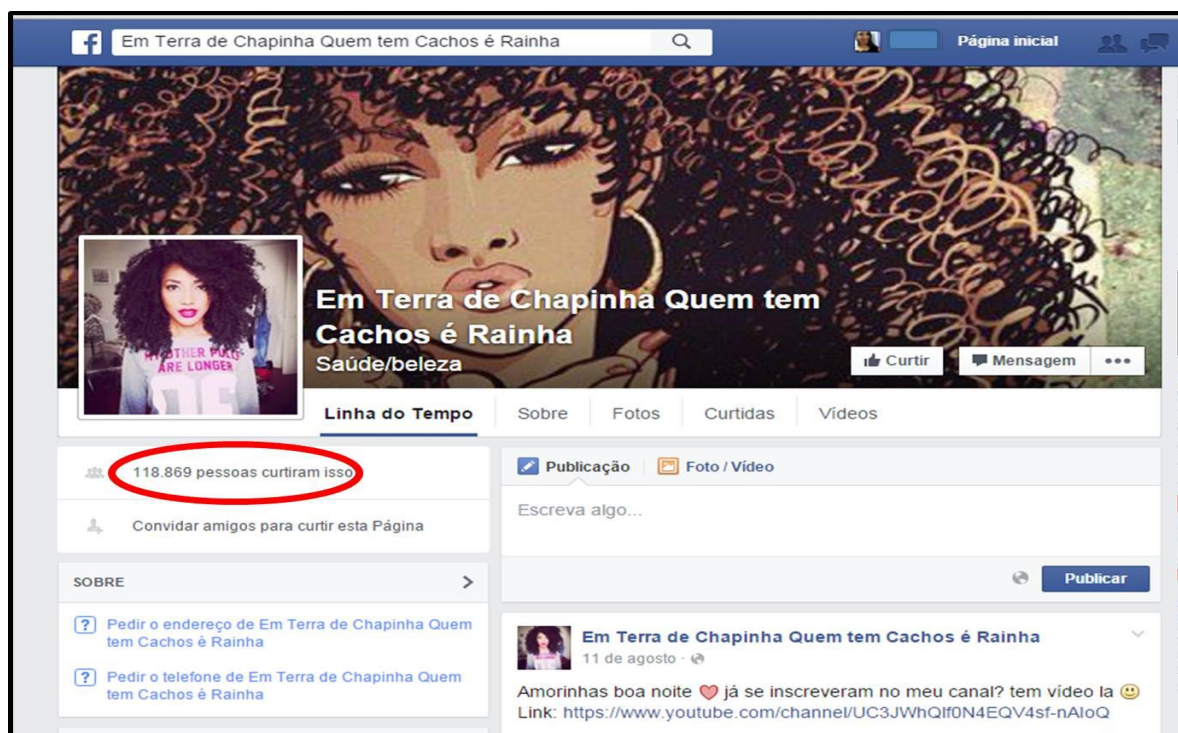 f Em Terra de Chapinha Quem tem Cachos é Rainha Página inicial
Em Terra de Chapinha Quem tem
Cachos é Rainha
Saúde/beleza
Curtir Mensagem
OTHER
ARE LONGER
Linha do Tempo Sobre Fotos Curtidas Vídeos
118.869 pessoas curtiram isso
Convidar amigos para curtir esta Página
SOBRE
Pedir o endereço de Em Terra de Chapinha Quem
tem Cachos é Rainha
Pedir o telefone de Em Terra de Chapinha Quem
tem Cachos é Rainha
Publicação Foto / Vídeo
Escreva algo...
Publicar
Em Terra de Chapinha Quem tem Cachos é Rainha
11 de agosto ·
Amorinhas boa noite ❤ já se inscreveram no meu canal? tem vídeo la 🙂
Link: https://www.youtube.com/channel/UC3JWhQlf0N4EQV4sf-nAloQ